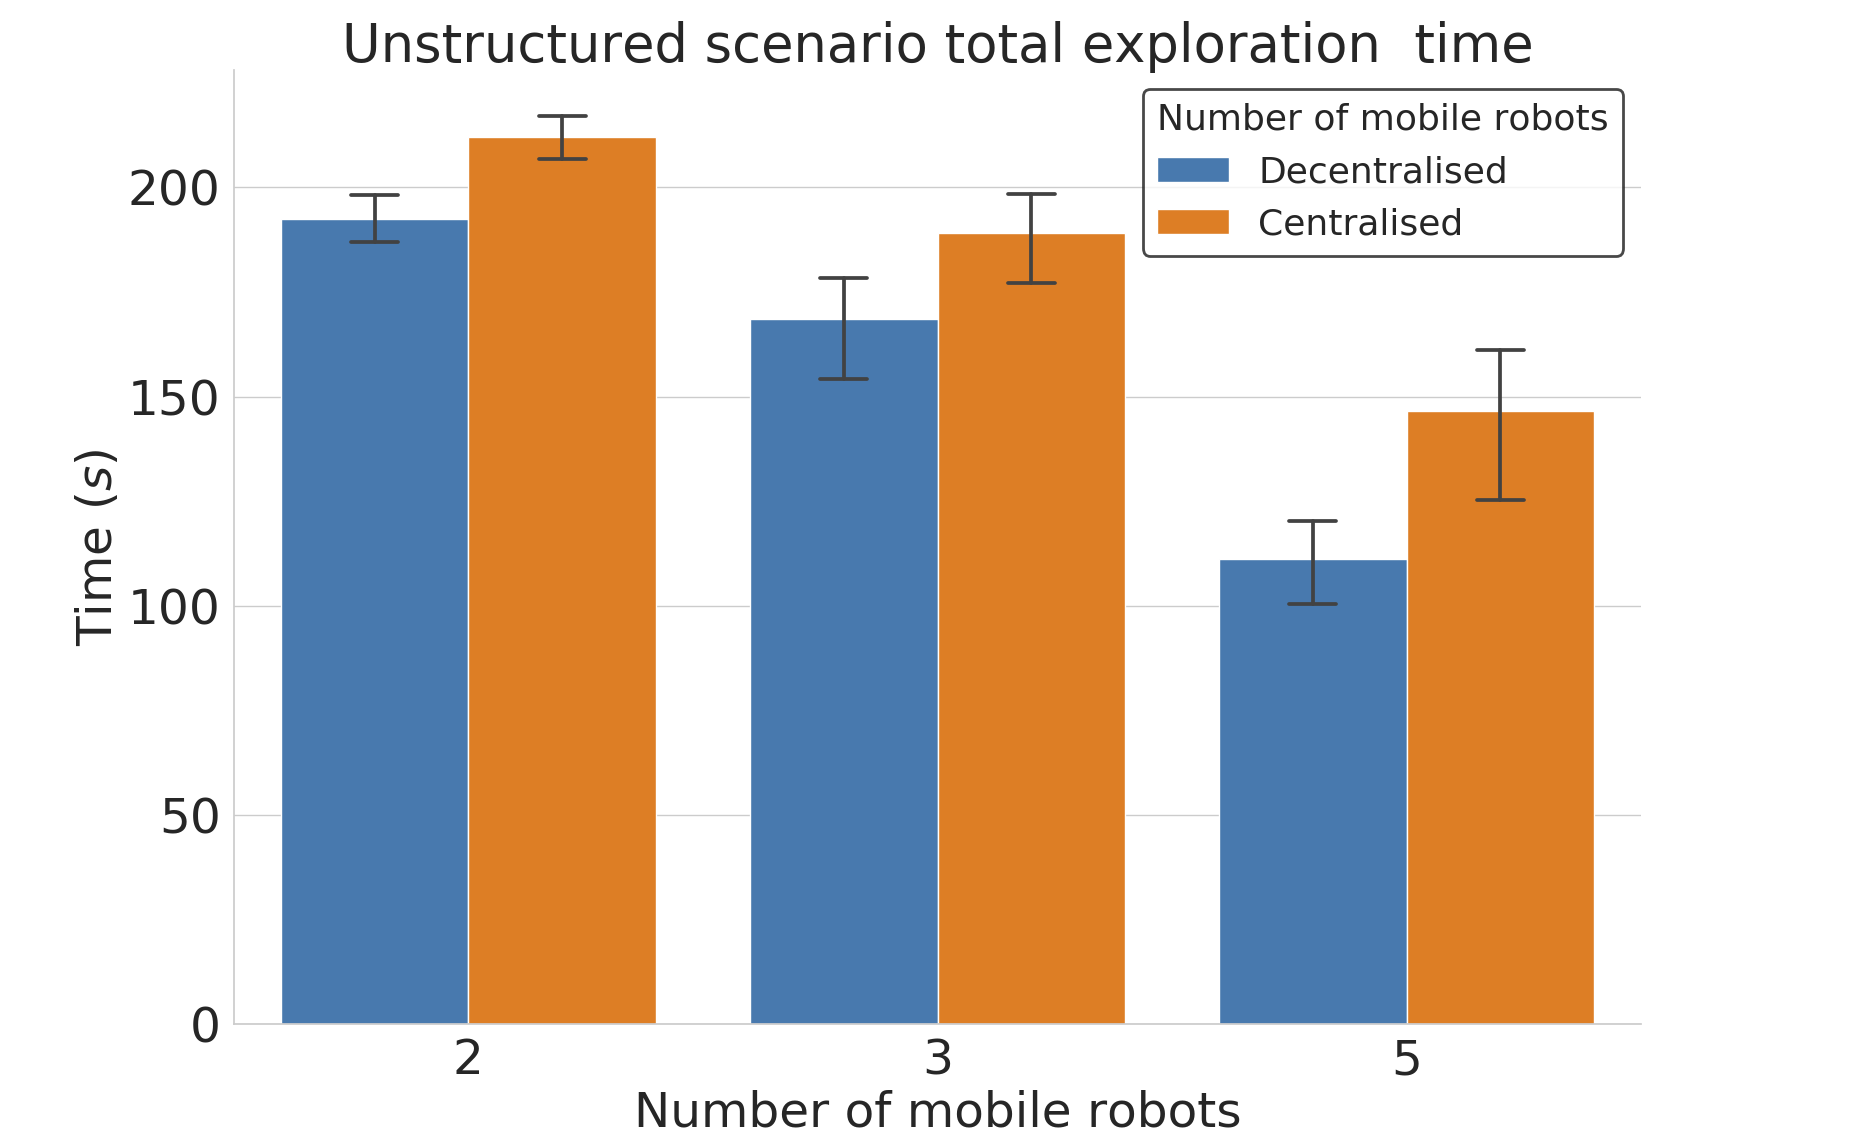 Unstructured scenario total exploration  time
Number of mobile robots
Decentralised
Centralised
200
150
100
50
0
Time (s)
2 3 5
Number of mobile robots